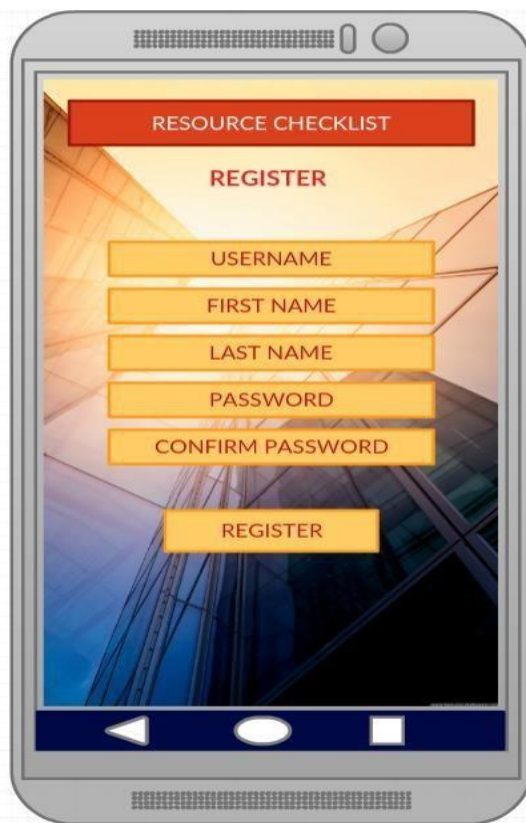 RESOURCE CHECKLIST
REGISTER
USERNAME
FIRST NAME
LAST NAME
PASSWORD
CONFIRM PASSWORD
REGISTER